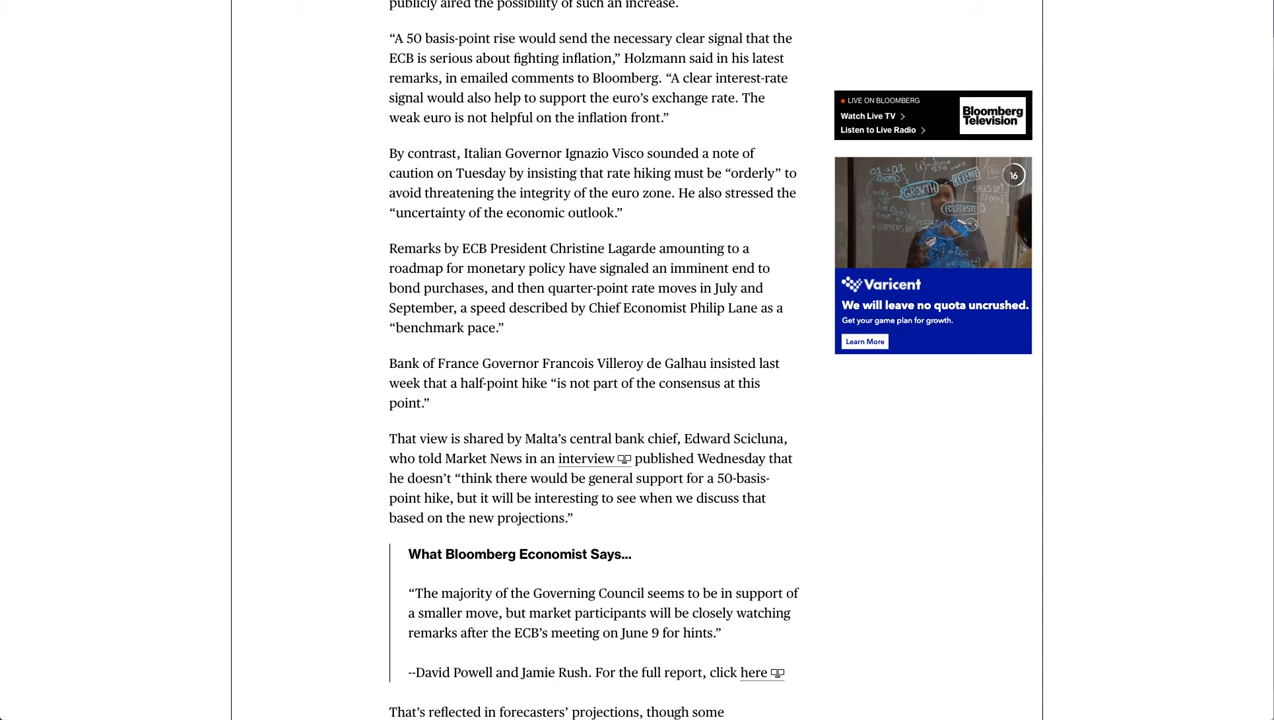 publicly aired the possibility of such an increase.
“A 50 basis-point rise would send the necessary clear signal that the
ECB is serious about fighting inflation,” Holzmann said in his latest
remarks, in emailed comments to Bloomberg. “A clear interest-rate
signal would also help to support the euro’s exchange rate. The
weak euro is not helpful on the inflation front.”
By contrast, Italian Governor Ignazio Visco sounded a note of
caution on Tuesday by insisting that rate hiking must be “orderly” to
avoid threatening the integrity of the euro zone. He also stressed the
“uncertainty of the economic outlook.”
Remarks by ECB President Christine Lagarde amounting to a
roadmap for monetary policy have signaled an imminent end to
bond purchases, and then quarter-point rate moves in July and
September, a speed described by Chief Economist Philip Lane as a
“benchmark pace.”
Bank of France Governor Francois Villeroy de Galhau insisted last
week that a half-point hike “is not part of the consensus at this
point.”
That view is shared by Malta’s central bank chief, Edward Scicluna,
who told Market News in an interview published Wednesday that
he doesn’t “think there would be general support for a 50-basis-
point hike, but it will be interesting to see when we discuss that
based on the new projections.”
What Bloomberg Economist Says...
“The majority of the Governing Council seems to be in support of
a smaller move, but market participants will be closely watching
remarks after the ECB’s meeting on June 9 for hints.”
--David Powell and Jamie Rush. For the full report, click here
That’s reflected in forecasters’ projections, though some
LIVE ON BLOOMBERG
Watch Live TV
Listen to Live Radio
Bloomberg
Television
16
QUOTA
GROWTH
REVENUE
FORECASTED
Varicent
We will leave no quota uncrushed.
Get your game plan for growth.
Learn More